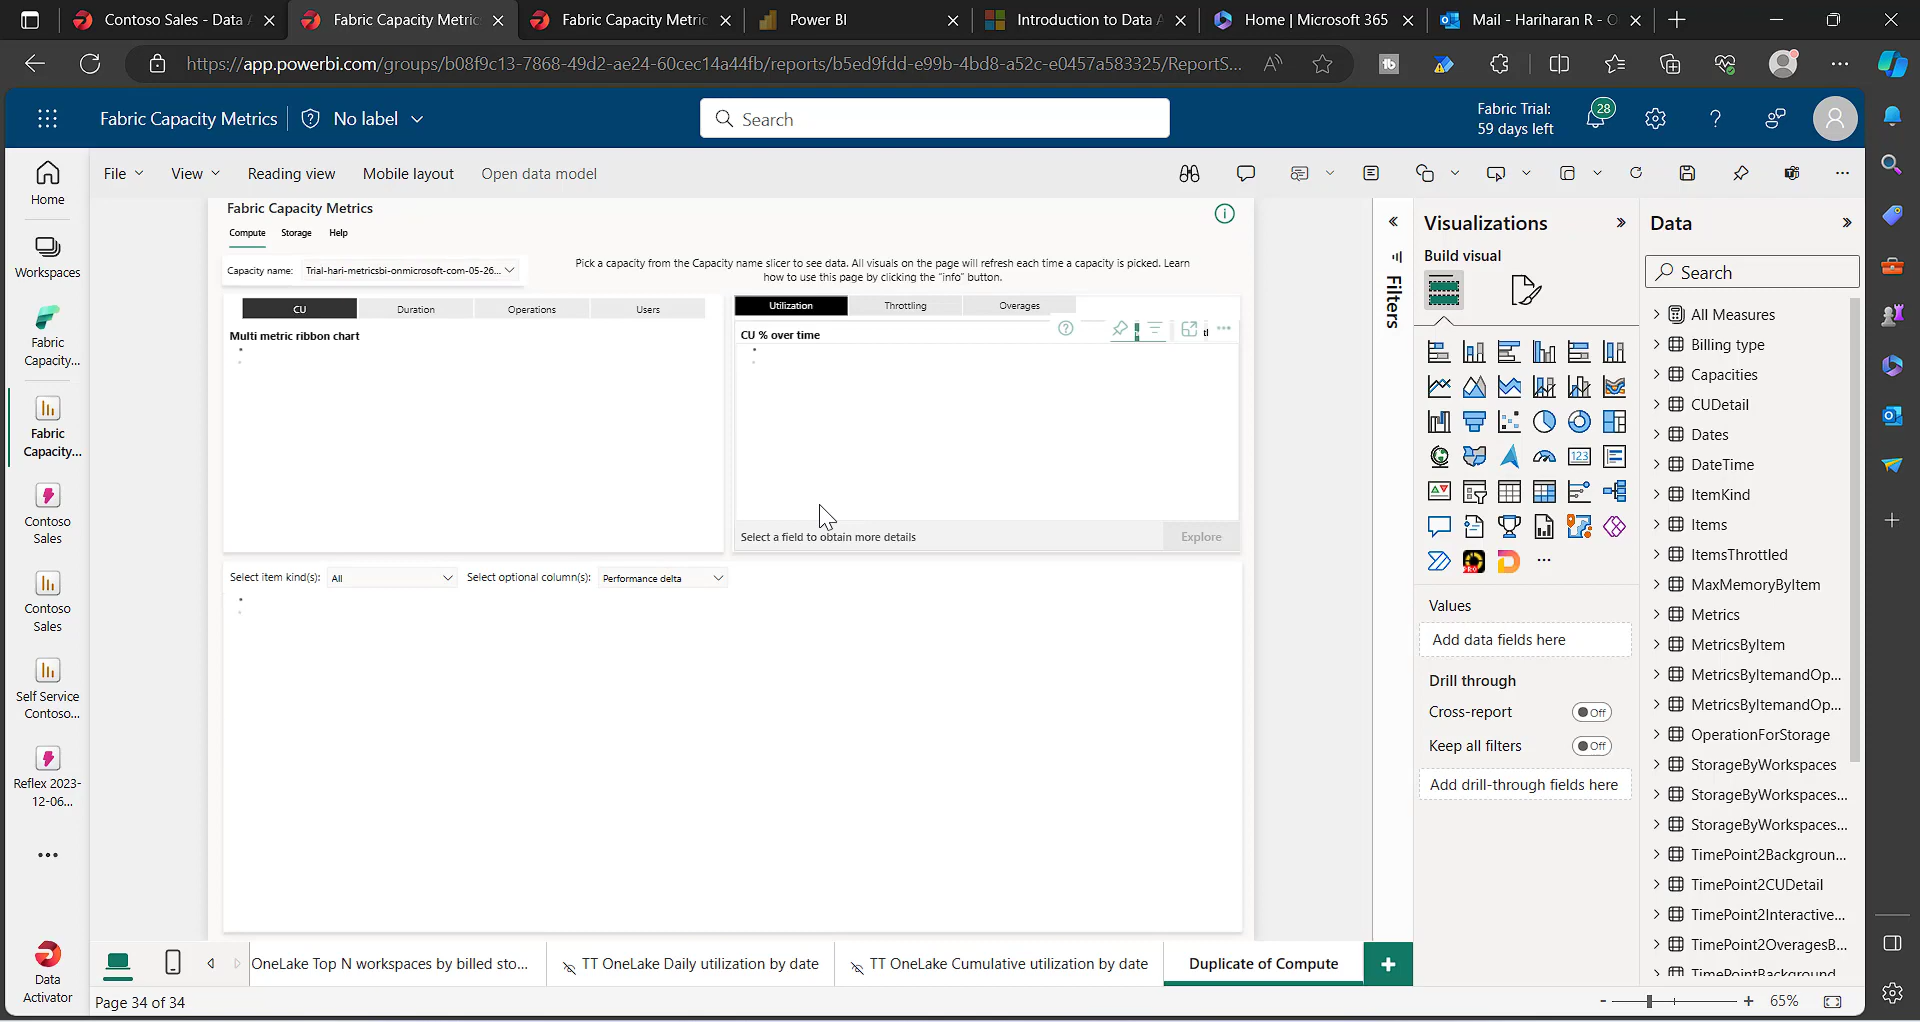 Contoso Sales - Data A
Fabric Capacity Metric
Fabric Capacity Metric
Power BI
Introduction to Data A
Home | Microsoft 365
Mail - Hariharan R - O
https://app.powerbi.com/groups/b08f9c13-7868-49d2-ae24-60cec14a44fb/reports/b5ed9fdd-e99b-4bd8-a52c-e0457a583325/ReportS...
Fabric Capacity Metrics
No label
Search
Fabric Trial:
59 days left
28
File
View
Reading view
Mobile layout
Open data model
Home
Workspaces
Fabric
Capacity...
Fabric
Capacity...
Contoso
Sales
Contoso
Sales
Self Service
Contoso...
Reflex 2023-
12-06...
Data
Activator
Fabric Capacity Metrics
Compute
Storage
Help
Capacity name:
Trial-hari-metricsbi-onmicrosoft-com-05-26...
Pick a capacity from the Capacity name slicer to see data. All visuals on the page will refresh each time a capacity is picked. Learn
how to use this page by clicking the "info" button.
CU
Duration
Operations
Users
Multi metric ribbon chart
Utilization
Throttling
Overages
CU % over time
Select a field to obtain more details
Explore
Select item kind(s):
All
Select optional column(s):
Performance delta
Filters
Visualizations
Build visual
123
PRO
Values
Add data fields here
Drill through
Cross-report
Off
Keep all filters
Off
Add drill-through fields here
Data
Search
All Measures
Billing type
Capacities
CUDetail
Dates
DateTime
ItemKind
Items
ItemsThrottled
MaxMemoryByItem
Metrics
MetricsByItem
MetricsByItemandOp...
MetricsByItemandOp...
OperationForStorage
StorageByWorkspaces
StorageByWorkspaces...
StorageByWorkspaces...
TimePoint2Backgroun...
TimePoint2CUDetail
TimePoint2Interactive...
TimePoint2OveragesB...
TimePointBackground
OneLake Top N workspaces by billed sto...
TT OneLake Daily utilization by date
TT OneLake Cumulative utilization by date
Duplicate of Compute
Page 34 of 34
65%